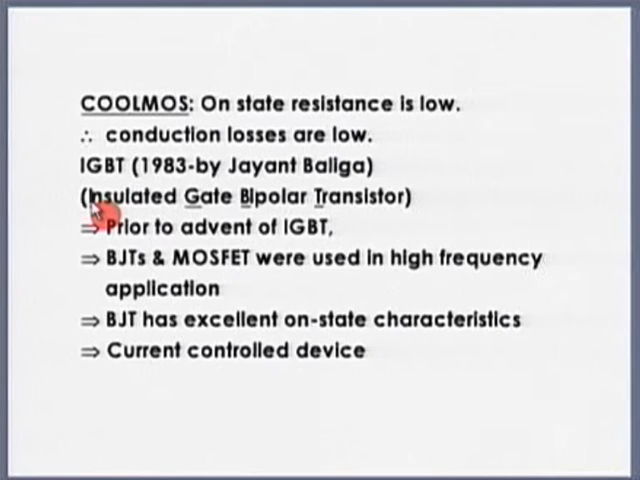 COOLMOS: On state resistance is low.
∴ conduction losses are low.
IGBT (1983-by Jayant Baliga)
(Insulated Gate Bipolar Transistor)
⇒ Prior to advent of IGBT,
⇒ BJTs & MOSFET were used in high frequency
application
⇒ BJT has excellent on-state characteristics
⇒ Current controlled device